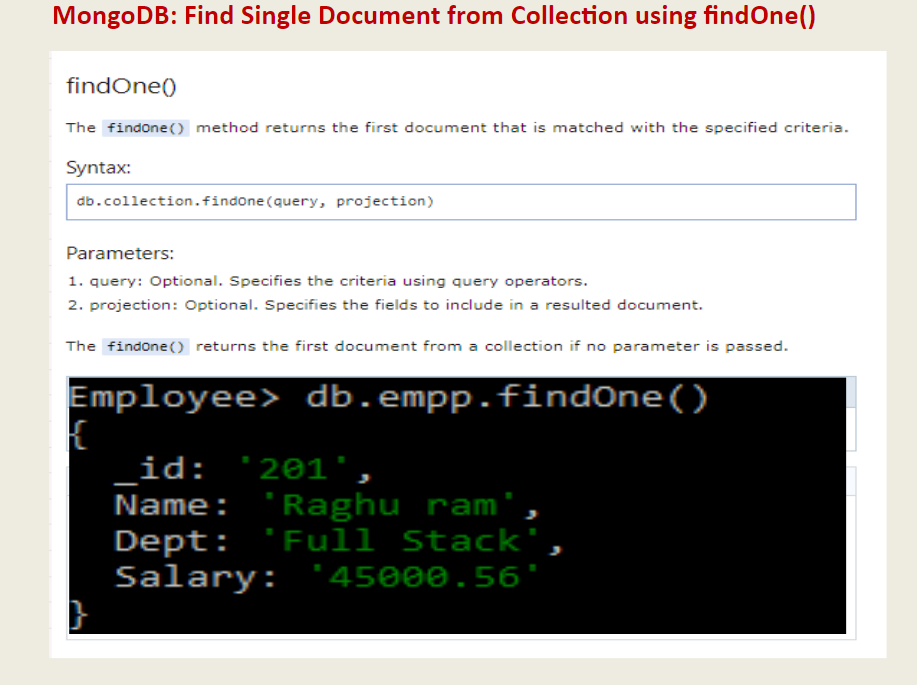 MongoDB: Find Single Document from Collection using findOne()
findOne()
The findOne() method returns the first document that is matched with the specified criteria.
Syntax:
db.collection.findOne(query, projection)
Parameters:
1. query: Optional. Specifies the criteria using query operators.
2. projection: Optional. Specifies the fields to include in a resulted document.
The findOne() returns the first document from a collection if no parameter is passed.
Employee> db.empp.findOne()
{
_id: '201',
Name: 'Raghu ram',
Dept: 'Full Stack',
Salary: '45000.56'
}